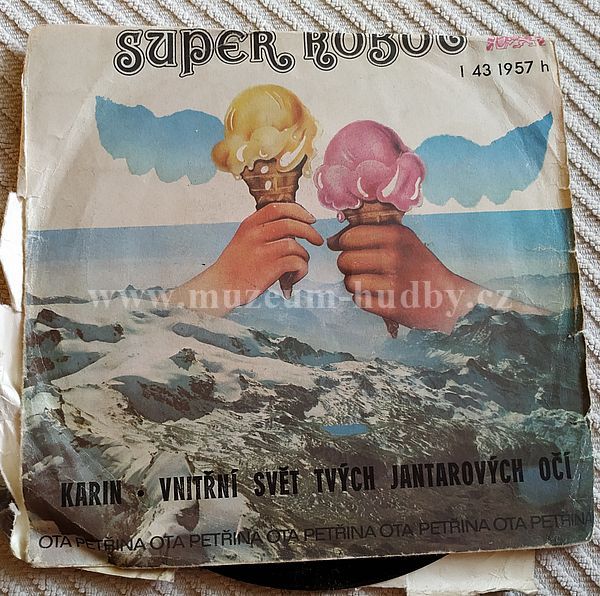 SUPER ROBOT
1 43 1957 h
www.muzeum-hudby.cz
KARIN • VNITŘNÍ SVĚT TVÝCH JANTAROVÝCH OČÍ
OTA PETŘINA OTA PETŘINA OTA PETŘINA OTA PETŘINA OTA PETŘINA